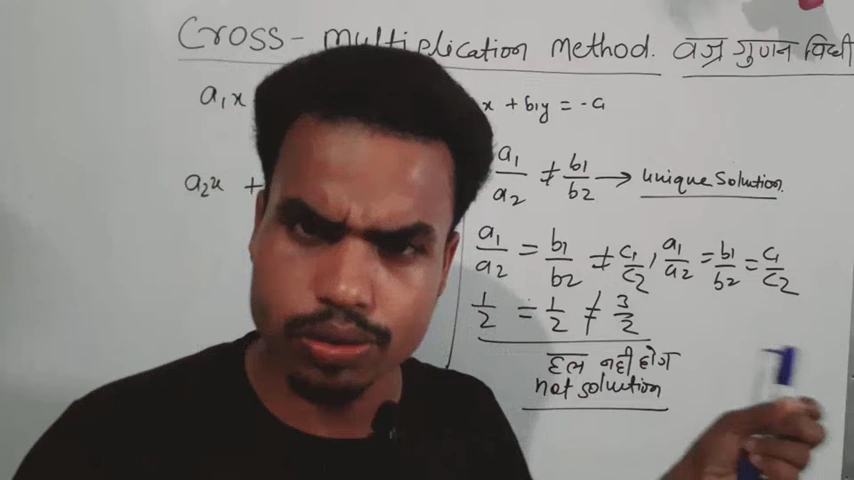 Cross - multiplication method. वज्र गुणन विधी
a₁x
x + b₁y = -c₁
a₂x +
a₁/a₂ ≠ b₁/b₂ → unique Solution.
a₁/a₂ = b₁/b₂ ≠ c₁/c₂, a₁/a₂ = b₁/b₂ = c₁/c₂
1/2 = 1/2 ≠ 3/2
हल नही होगा
not solution